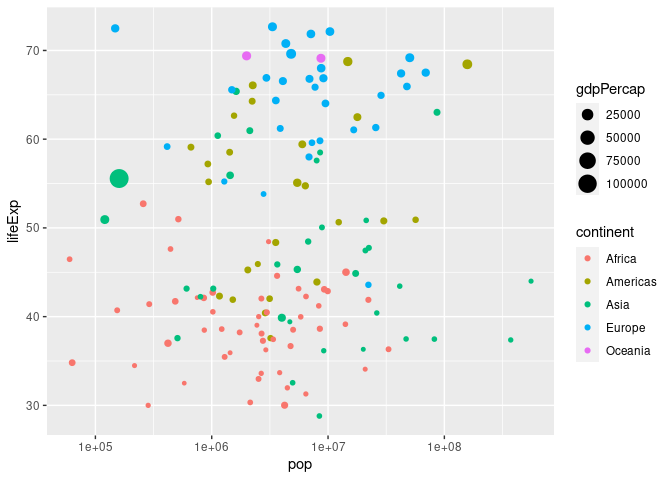 70
60
50
40
30
lifeExp
1e+05 1e+06 1e+07 1e+08
pop
gdpPercap
25000
50000
75000
100000
continent
Africa
Americas
Asia
Europe
Oceania